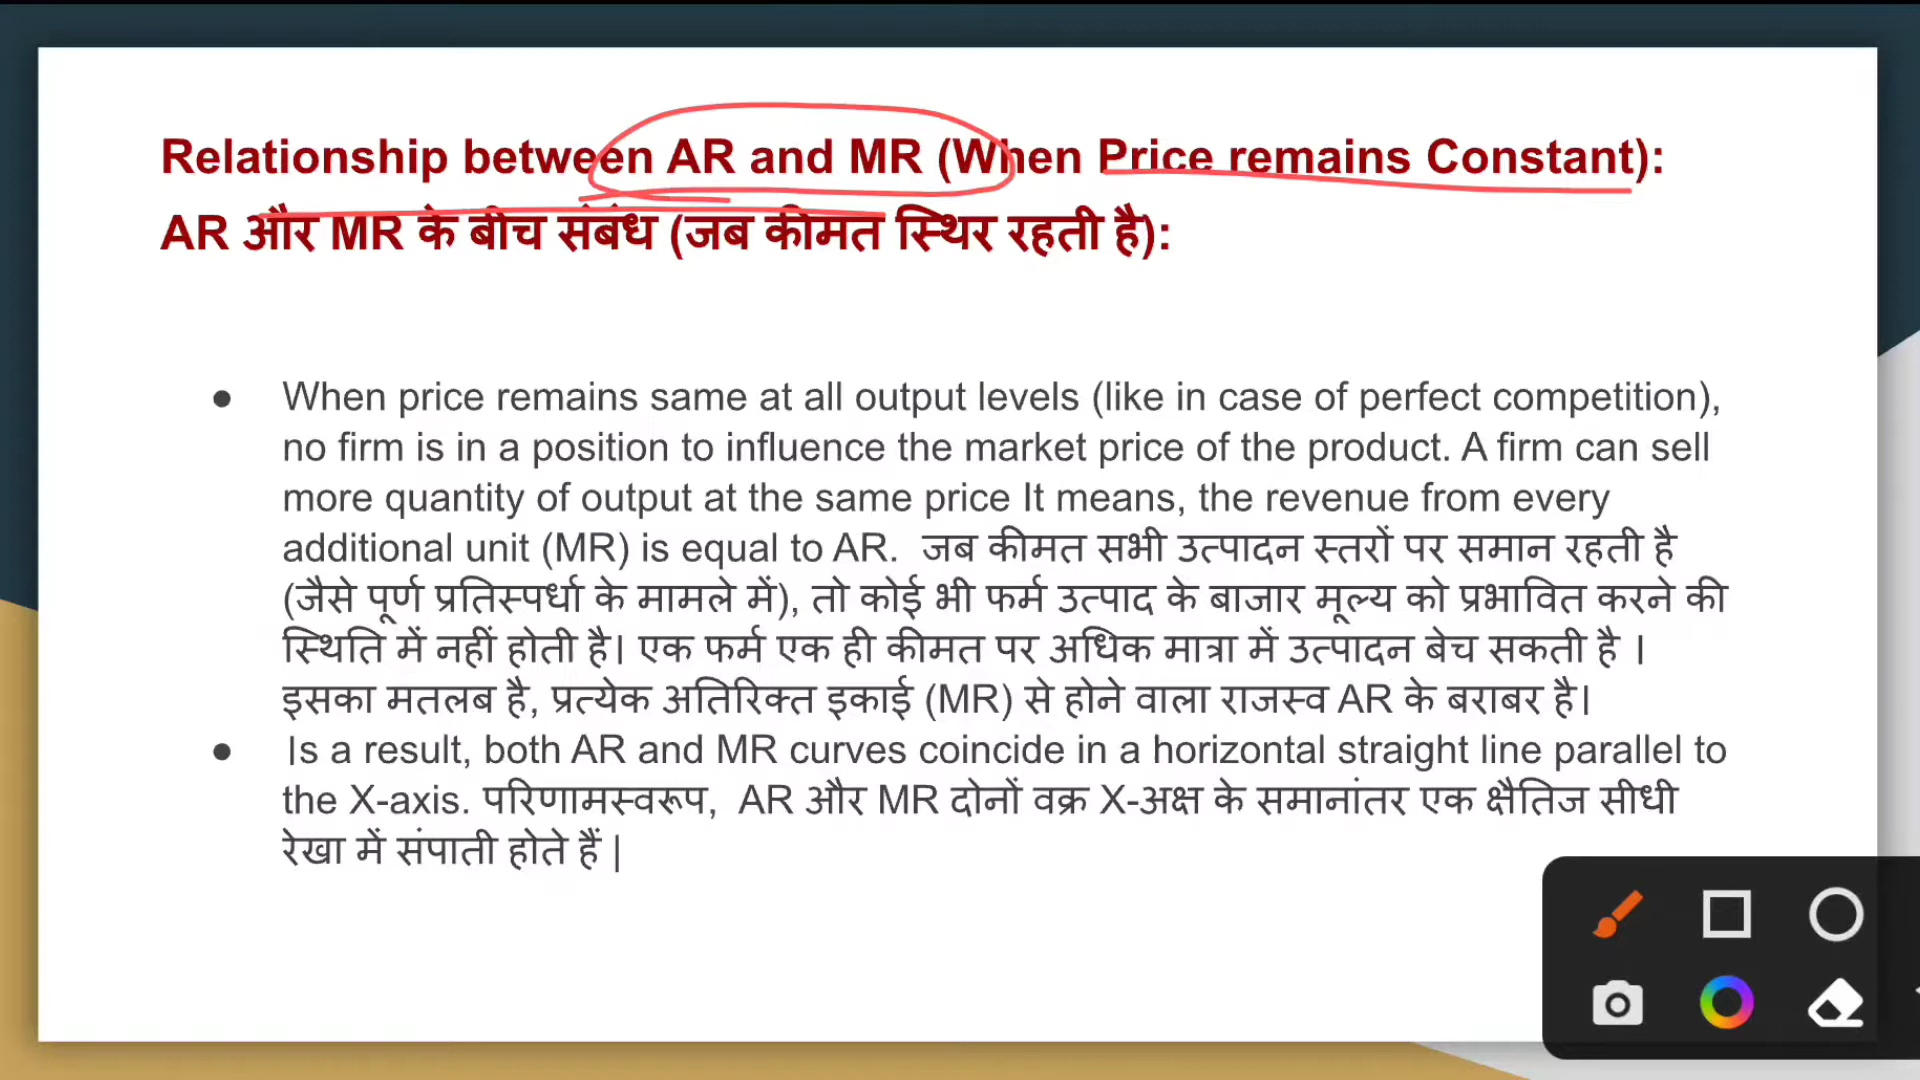 Relationship between AR and MR (When Price remains Constant):
AR और MR के बीच संबंध (जब कीमत स्थिर रहती है):
● When price remains same at all output levels (like in case of perfect competition),
no firm is in a position to influence the market price of the product. A firm can sell
more quantity of output at the same price It means, the revenue from every
additional unit (MR) is equal to AR. जब कीमत सभी उत्पादन स्तरों पर समान रहती है
(जैसे पूर्ण प्रतिस्पर्धा के मामले में), तो कोई भी फर्म उत्पाद के बाजार मूल्य को प्रभावित करने की
स्थिति में नहीं होती है। एक फर्म एक ही कीमत पर अधिक मात्रा में उत्पादन बेच सकती है ।
इसका मतलब है, प्रत्येक अतिरिक्त इकाई (MR) से होने वाला राजस्व AR के बराबर है।
● Is a result, both AR and MR curves coincide in a horizontal straight line parallel to
the X-axis. परिणामस्वरूप, AR और MR दोनों वक्र X-अक्ष के समानांतर एक क्षैतिज सीधी
रेखा में संपाती होते हैं |